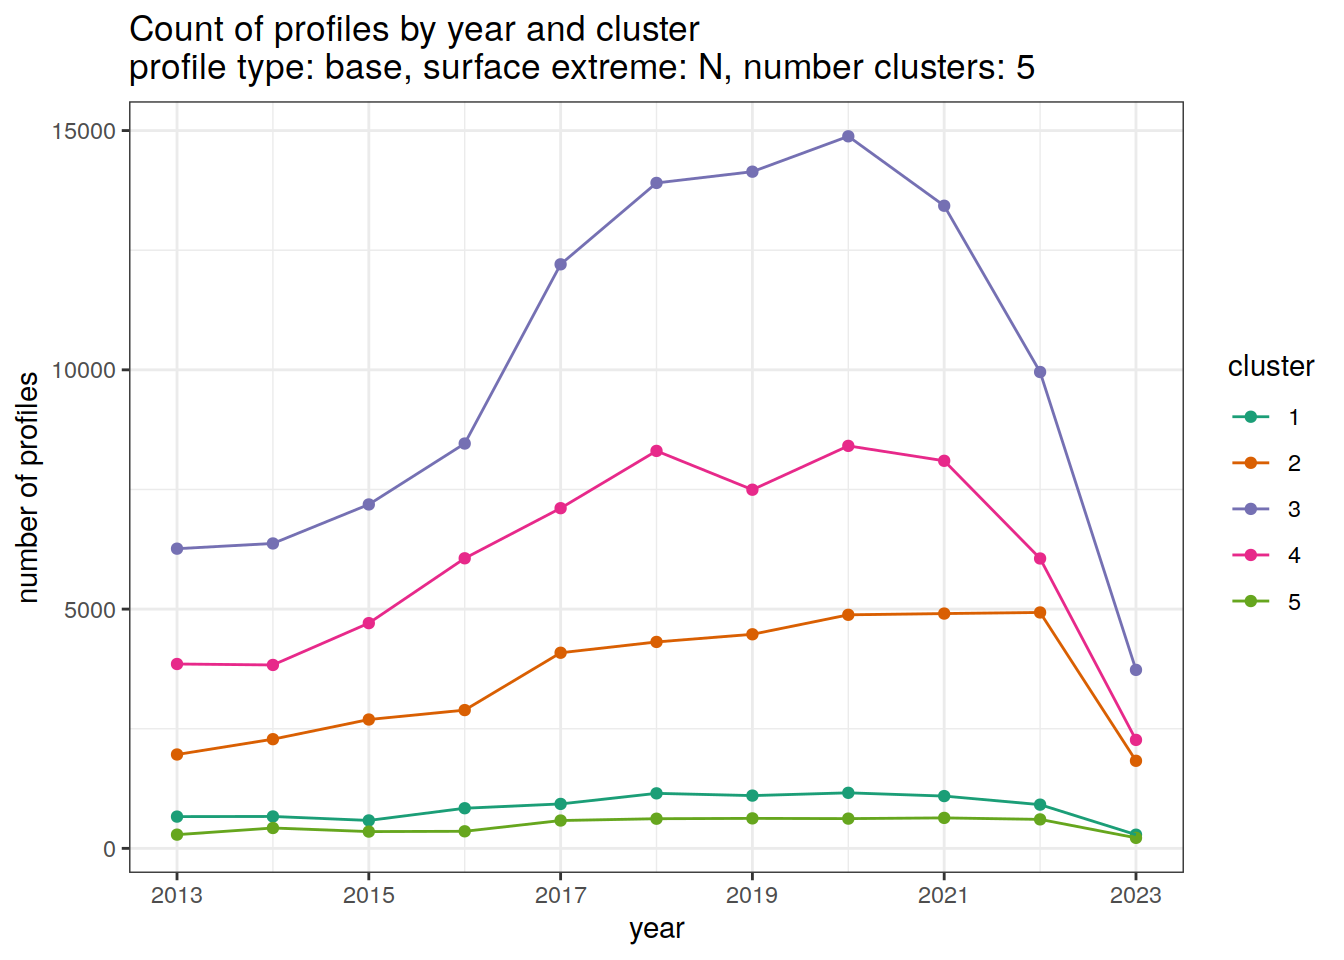 Count of profiles by year and cluster
profile type: base, surface extreme: N, number clusters: 5
15000
10000
5000
0
number of profiles
2013 2015 2017 2019 2021 2023
year
cluster
1
2
3
4
5